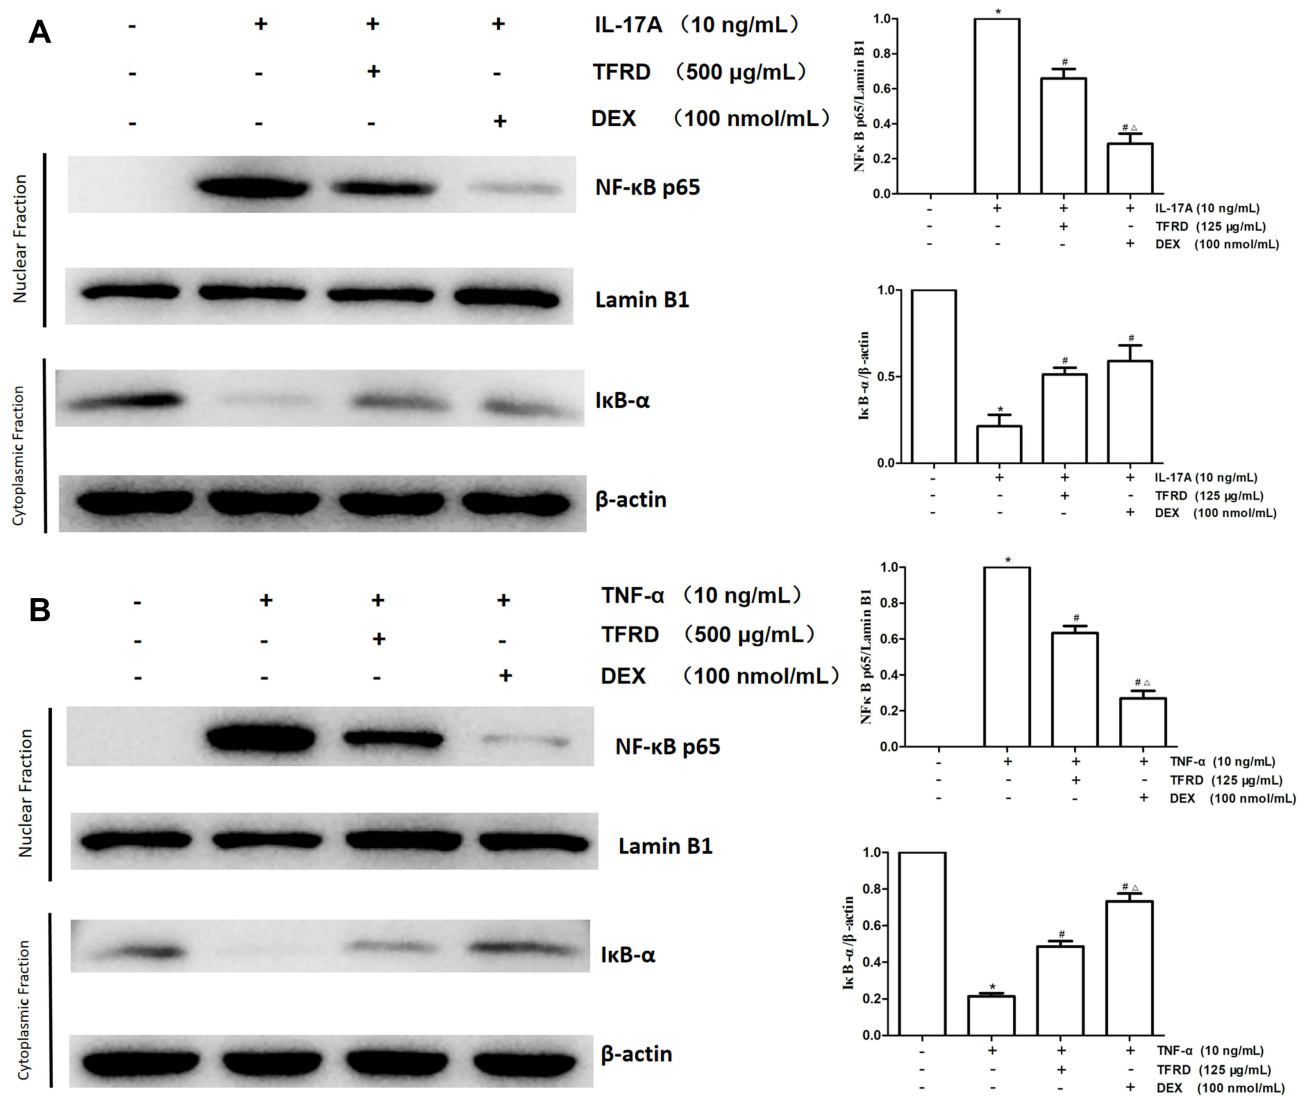 A
- + + + IL-17A （10 ng/mL）
- - + - TFRD （500 µg/mL）
- - - + DEX （100 nmol/mL）
Nuclear Fraction
NF-κB p65
Lamin B1
Cytoplasmic Fraction
IκB-α
β-actin
NFκ B p65/Lamin B1
1.0
0.8
0.6
0.4
0.2
0.0
*
#
# △
- + + + IL-17A (10 ng/mL)
- - + - TFRD (125 µg/mL)
- - - + DEX (100 nmol/mL)
IκB-α/β-actin
1.0
0.5
0.0
*
#
#
- + + + IL-17A (10 ng/mL)
- - + - TFRD (125 µg/mL)
- - - + DEX (100 nmol/mL)
B
- + + + TNF-α （10 ng/mL）
- - + - TFRD （500 µg/mL）
- - - + DEX （100 nmol/mL）
Nuclear Fraction
NF-κB p65
Lamin B1
Cytoplasmic Fraction
IκB-α
β-actin
NFκ B p65/Lamin B1
1.0
0.8
0.6
0.4
0.2
0.0
*
#
# △
- + + + TNF-α (10 ng/mL)
- - + - TFRD (125 µg/mL)
- - - + DEX (100 nmol/mL)
IκB-α/β-actin
1.0
0.8
0.6
0.4
0.2
0.0
*
#
# △
- + + + TNF-α (10 ng/mL)
- - + - TFRD (125 µg/mL)
- - - + DEX (100 nmol/mL)